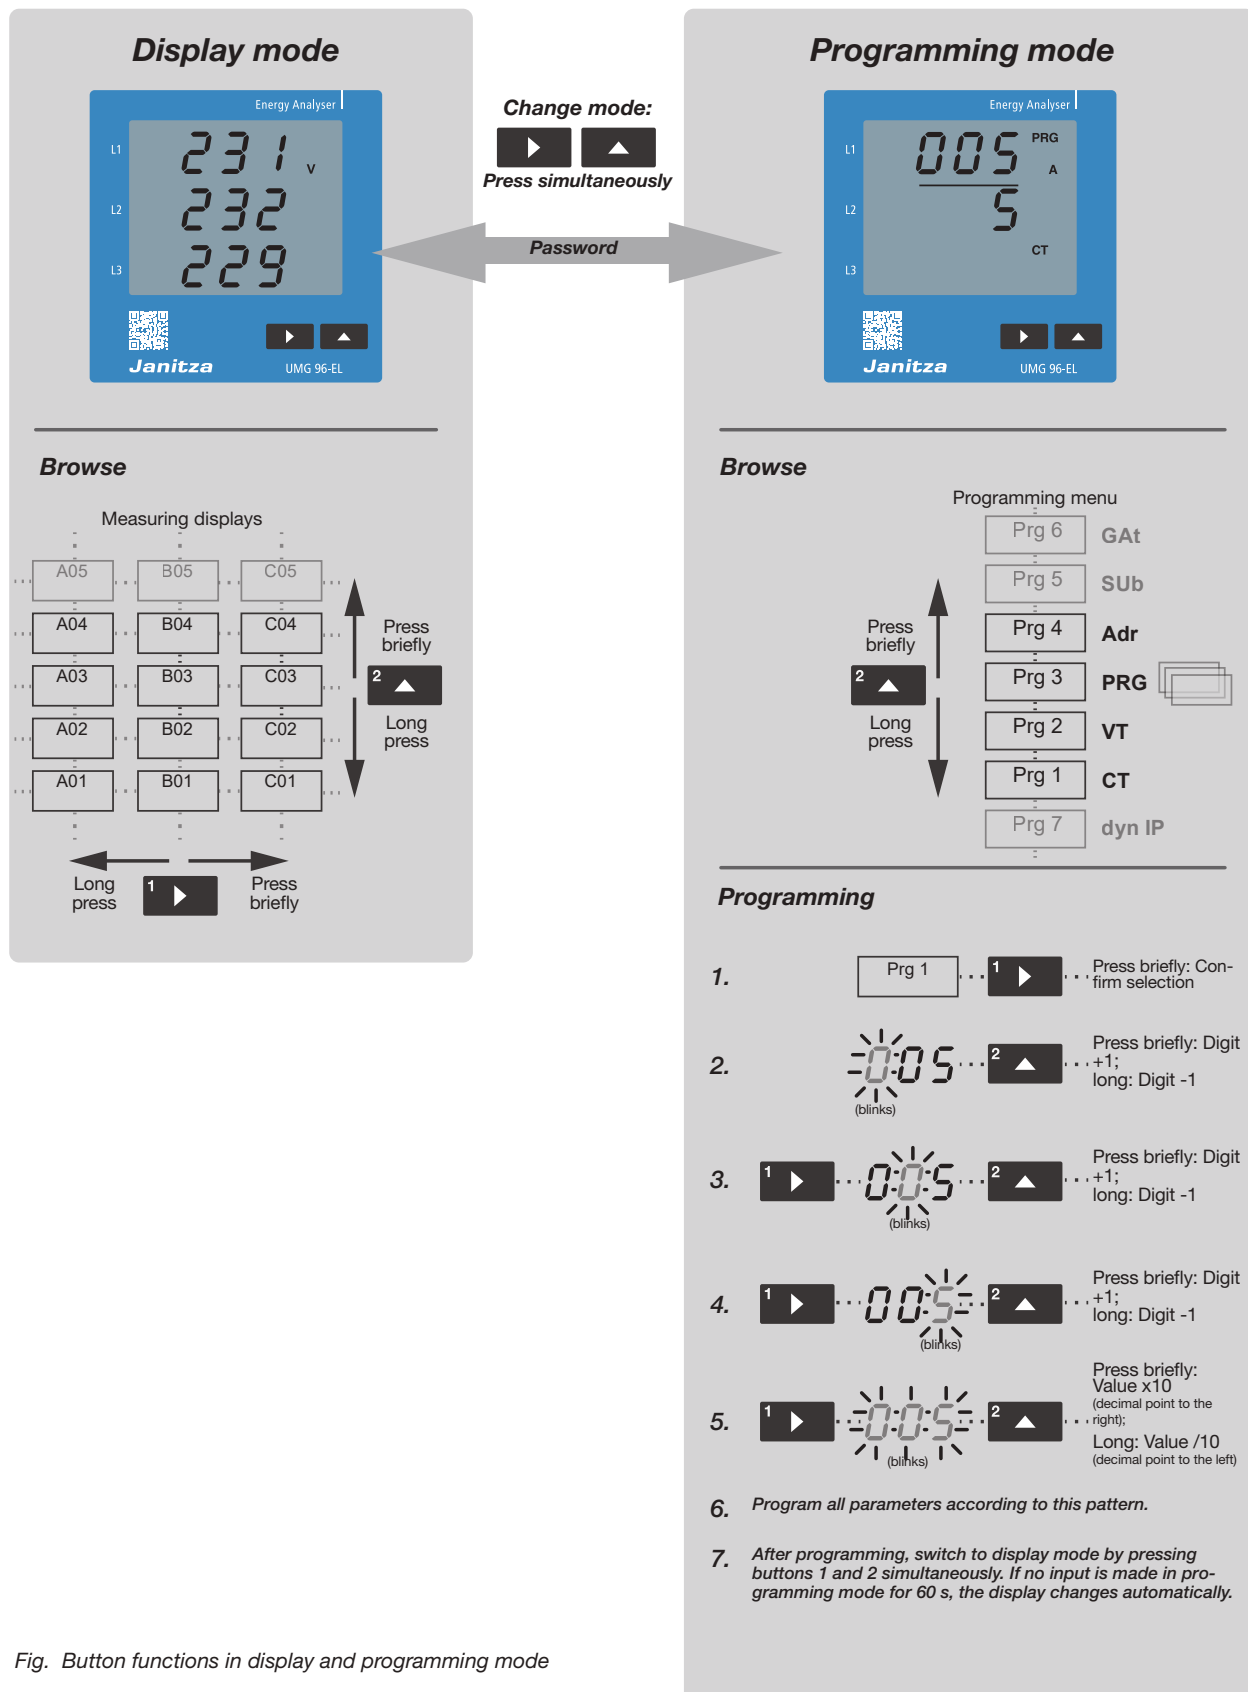 Display mode
Energy Analyser
L1
231
V
L2
232
L3
229
Janitza
UMG 96-EL
Change mode:
Press simultaneously
Password
Programming mode
Energy Analyser
L1
005
PRG
A
L2
5
CT
L3
Janitza
UMG 96-EL
Browse
Measuring displays
A05 B05 C05
A04 B04 C04
A03 B03 C03
A02 B02 C02
A01 B01 C01
Press
briefly
2
Long
press
Long
press
1
Press
briefly
Browse
Programming menu
Prg 6 GAt
Prg 5 SUb
Prg 4 Adr
Prg 3 PRG
Prg 2 VT
Prg 1 CT
Prg 7 dyn IP
Press
briefly
2
Long
press
Programming
1.
Prg 1
1
Press briefly: Con-
firm selection
2.
005
(blinks)
2
Press briefly: Digit
+1;
long: Digit -1
3.
1
005
(blinks)
2
Press briefly: Digit
+1;
long: Digit -1
4.
1
005
(blinks)
2
Press briefly: Digit
+1;
long: Digit -1
5.
1
005
(blinks)
2
Press briefly:
Value x10
(decimal point to the
right);
Long: Value /10
(decimal point to the left)
6. Program all parameters according to this pattern.
7. After programming, switch to display mode by pressing
buttons 1 and 2 simultaneously. If no input is made in pro-
gramming mode for 60 s, the display changes automatically.
Fig. Button functions in display and programming mode